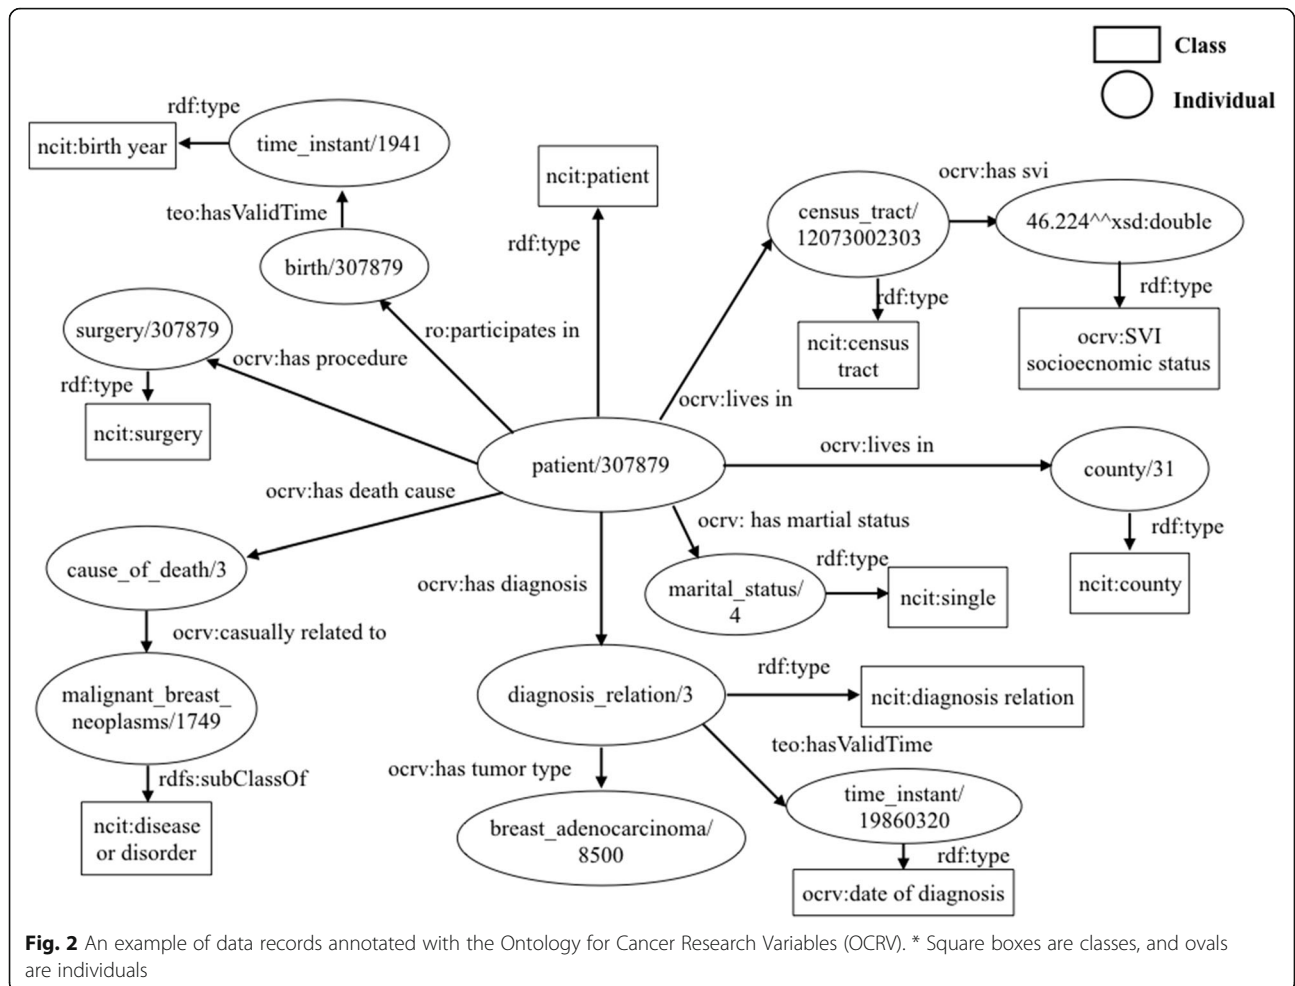 Class
Individual
rdf:type
ncit:birth year
time_instant/1941
teo:hasValidTime
birth/307879
ncit:patient
rdf:type
ro:participates in
ocrv:has svi
census_tract/
12073002303
46.224^^xsd:double
rdf:type
ncit:census
tract
rdf:type
ocrv:SVI
socioecnomic status
surgery/307879
ocrv:has procedure
rdf:type
ncit:surgery
ocrv:lives in
patient/307879
ocrv:lives in
county/31
rdf:type
ncit:county
ocrv:has death cause
cause_of_death/3
ocrv:casually related to
malignant_breast_
neoplasms/1749
rdfs:subClassOf
ncit:disease
or disorder
ocrv: has martial status
marital_status/
4
rdf:type
ncit:single
ocrv:has diagnosis
diagnosis_relation/3
rdf:type
ncit:diagnosis relation
teo:hasValidTime
ocrv:has tumor type
breast_adenocarcinoma/
8500
time_instant/
19860320
rdf:type
ocrv:date of diagnosis
Fig. 2 An example of data records annotated with the Ontology for Cancer Research Variables (OCRV). * Square boxes are classes, and ovals
are individuals